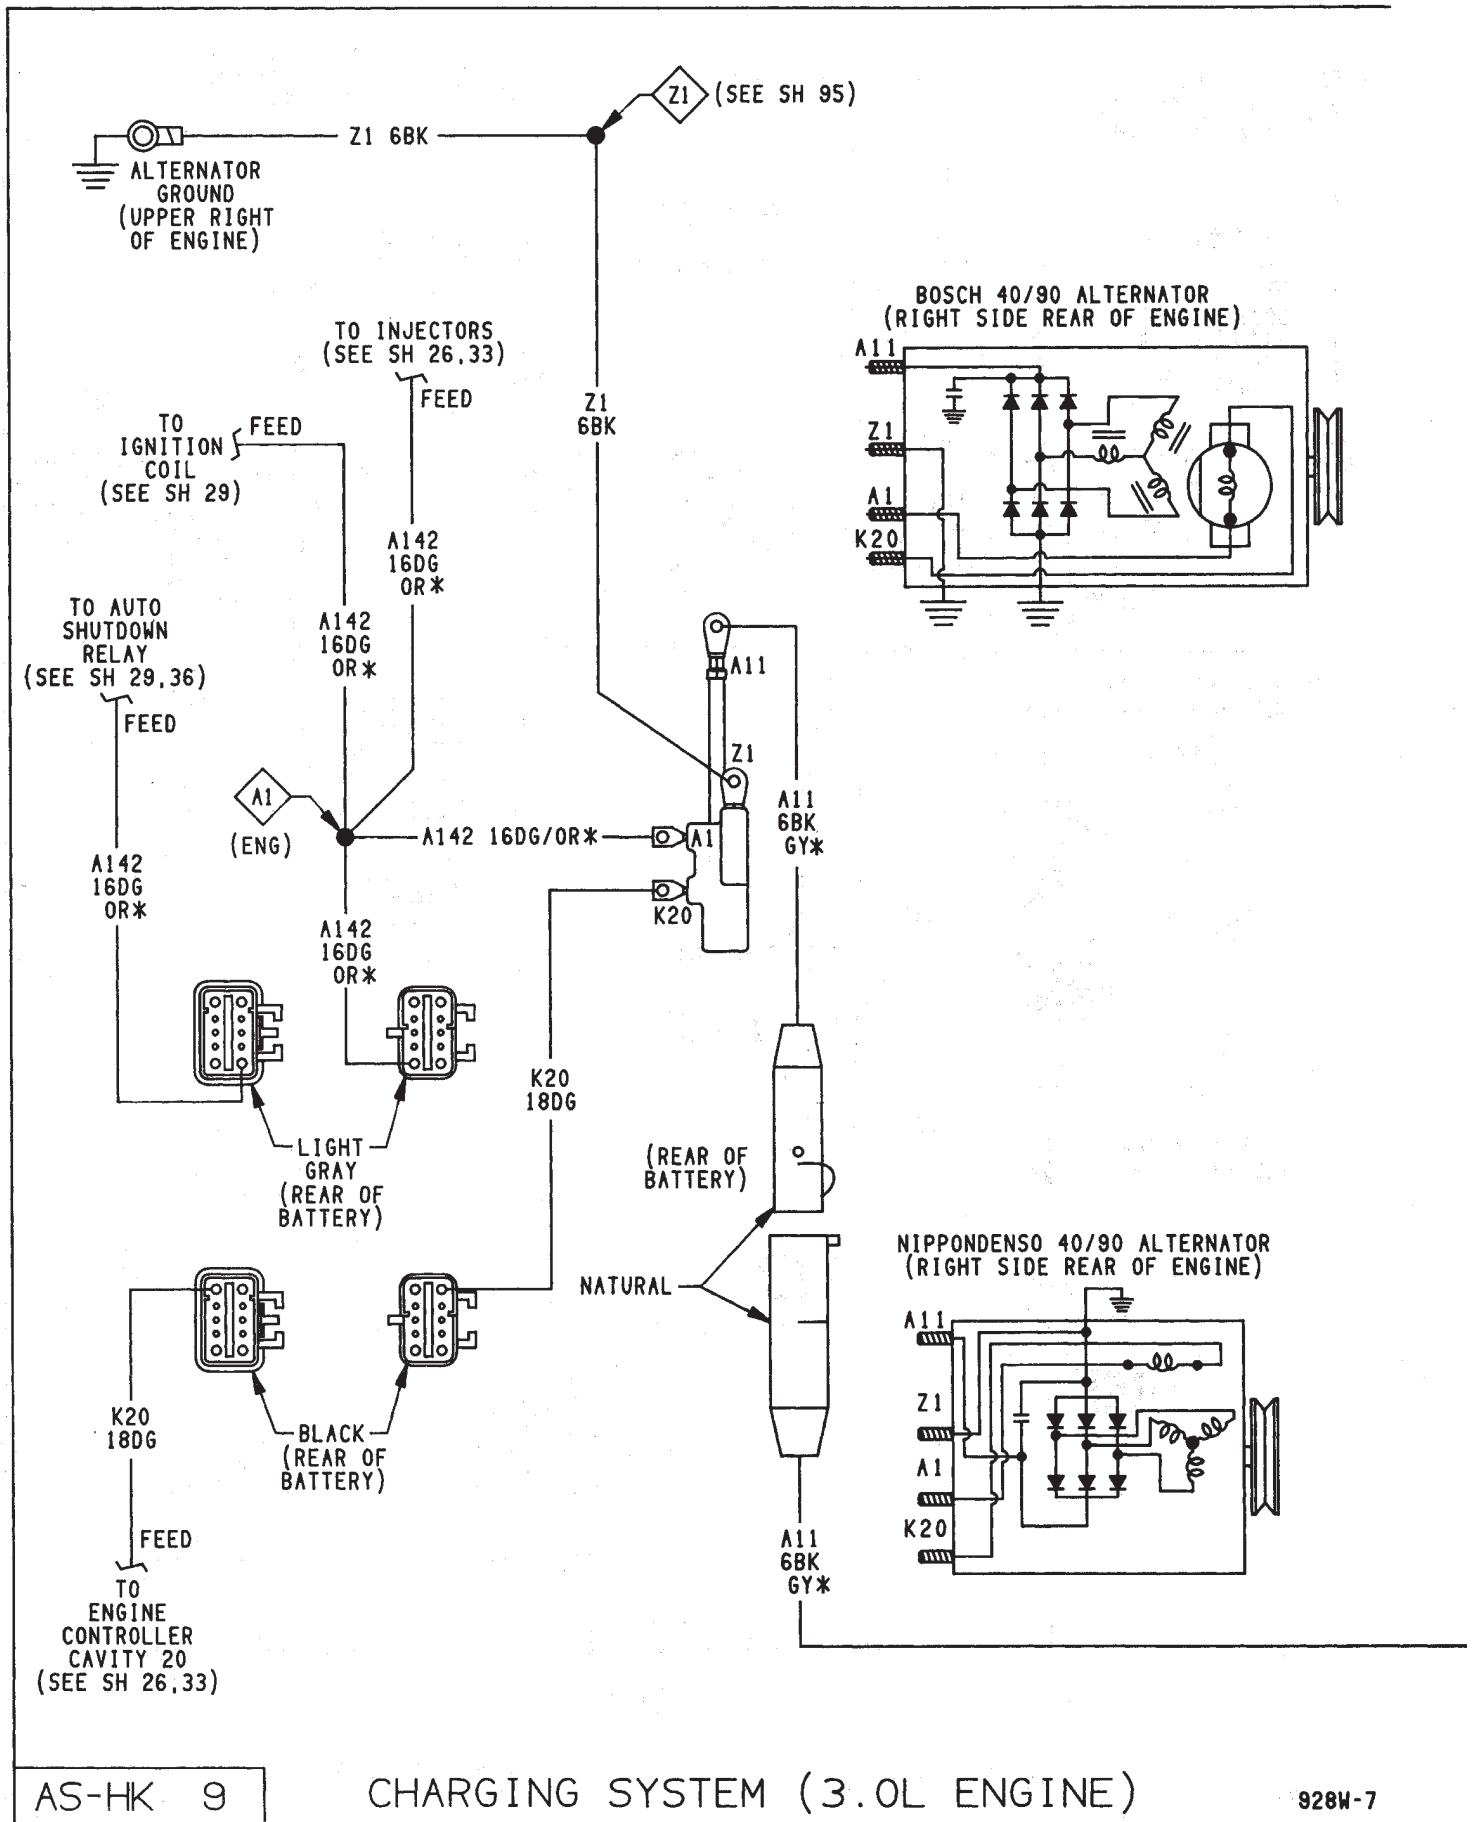 Z1
(SEE SH 95)
Z1 6BK
ALTERNATOR
GROUND
(UPPER RIGHT
OF ENGINE)
TO INJECTORS
(SEE SH 26,33)
FEED
TO
IGNITION
COIL
(SEE SH 29)
FEED
Z1
6BK
BOSCH 40/90 ALTERNATOR
(RIGHT SIDE REAR OF ENGINE)
A11
Z1
A1
K20
A142
16DG
OR*
TO AUTO
SHUTDOWN
RELAY
(SEE SH 29,36)
FEED
A142
16DG
OR*
A11
Z1
A1
(ENG)
A142 16DG/OR*
A1
K20
A11
6BK
GY*
A142
16DG
OR*
A142
16DG
OR*
K20
18DG
LIGHT
GRAY
(REAR OF
BATTERY)
(REAR OF
BATTERY)
NATURAL
NIPPONDENSO 40/90 ALTERNATOR
(RIGHT SIDE REAR OF ENGINE)
A11
Z1
A1
K20
K20
18DG
BLACK
(REAR OF
BATTERY)
FEED
TO
ENGINE
CONTROLLER
CAVITY 20
(SEE SH 26,33)
A11
6BK
GY*
AS-HK 9
CHARGING SYSTEM (3.0L ENGINE)
928W-7